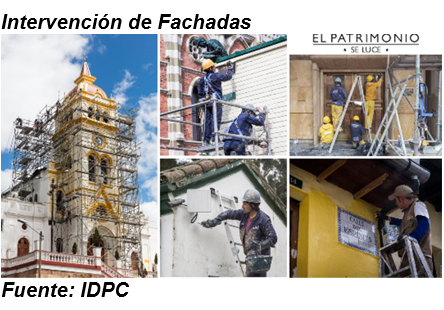 Intervención de Fachadas
EL PATRIMONIO
• SE LUCE •
Fuente: IDPC